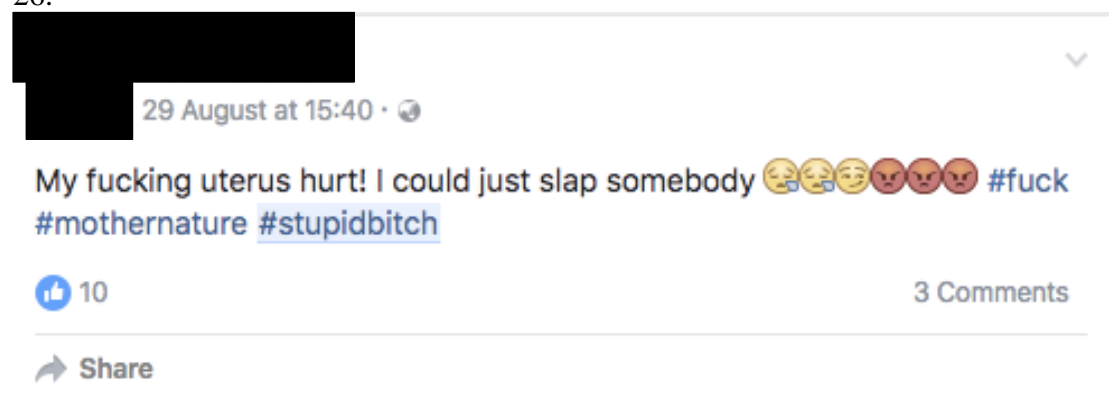 29 August at 15:40 ·
My fucking uterus hurt! I could just slap somebody 😪😪😏😡😡😡 #fuck
#mothernature #stupidbitch
10 3 Comments
Share